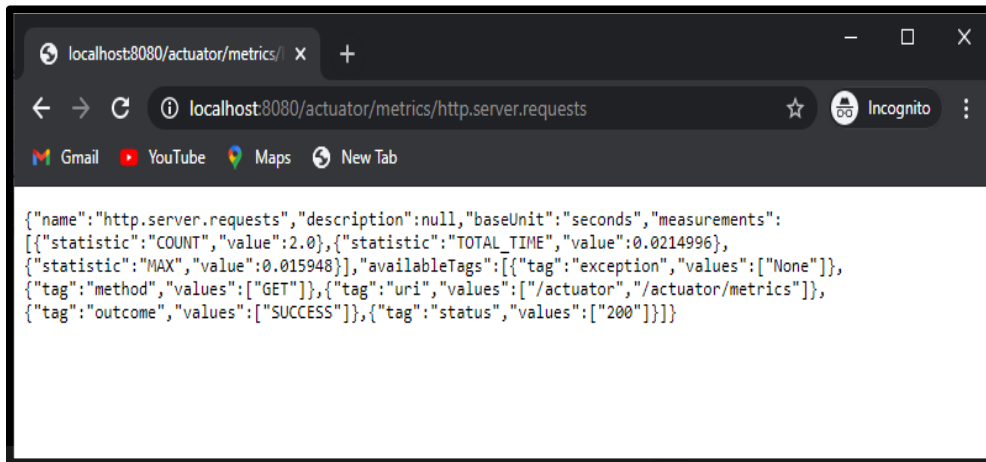 localhost:8080/actuator/metrics/
localhost:8080/actuator/metrics/http.server.requests
Incognito
Gmail
YouTube
Maps
New Tab
{"name":"http.server.requests","description":null,"baseUnit":"seconds","measurements":
[{"statistic":"COUNT","value":2.0},{"statistic":"TOTAL_TIME","value":0.0214996},
{"statistic":"MAX","value":0.015948}],"availableTags":[{"tag":"exception","values":["None"]},
{"tag":"method","values":["GET"]},{"tag":"uri","values":["/actuator","/actuator/metrics"]},
{"tag":"outcome","values":["SUCCESS"]},{"tag":"status","values":["200"]}]}